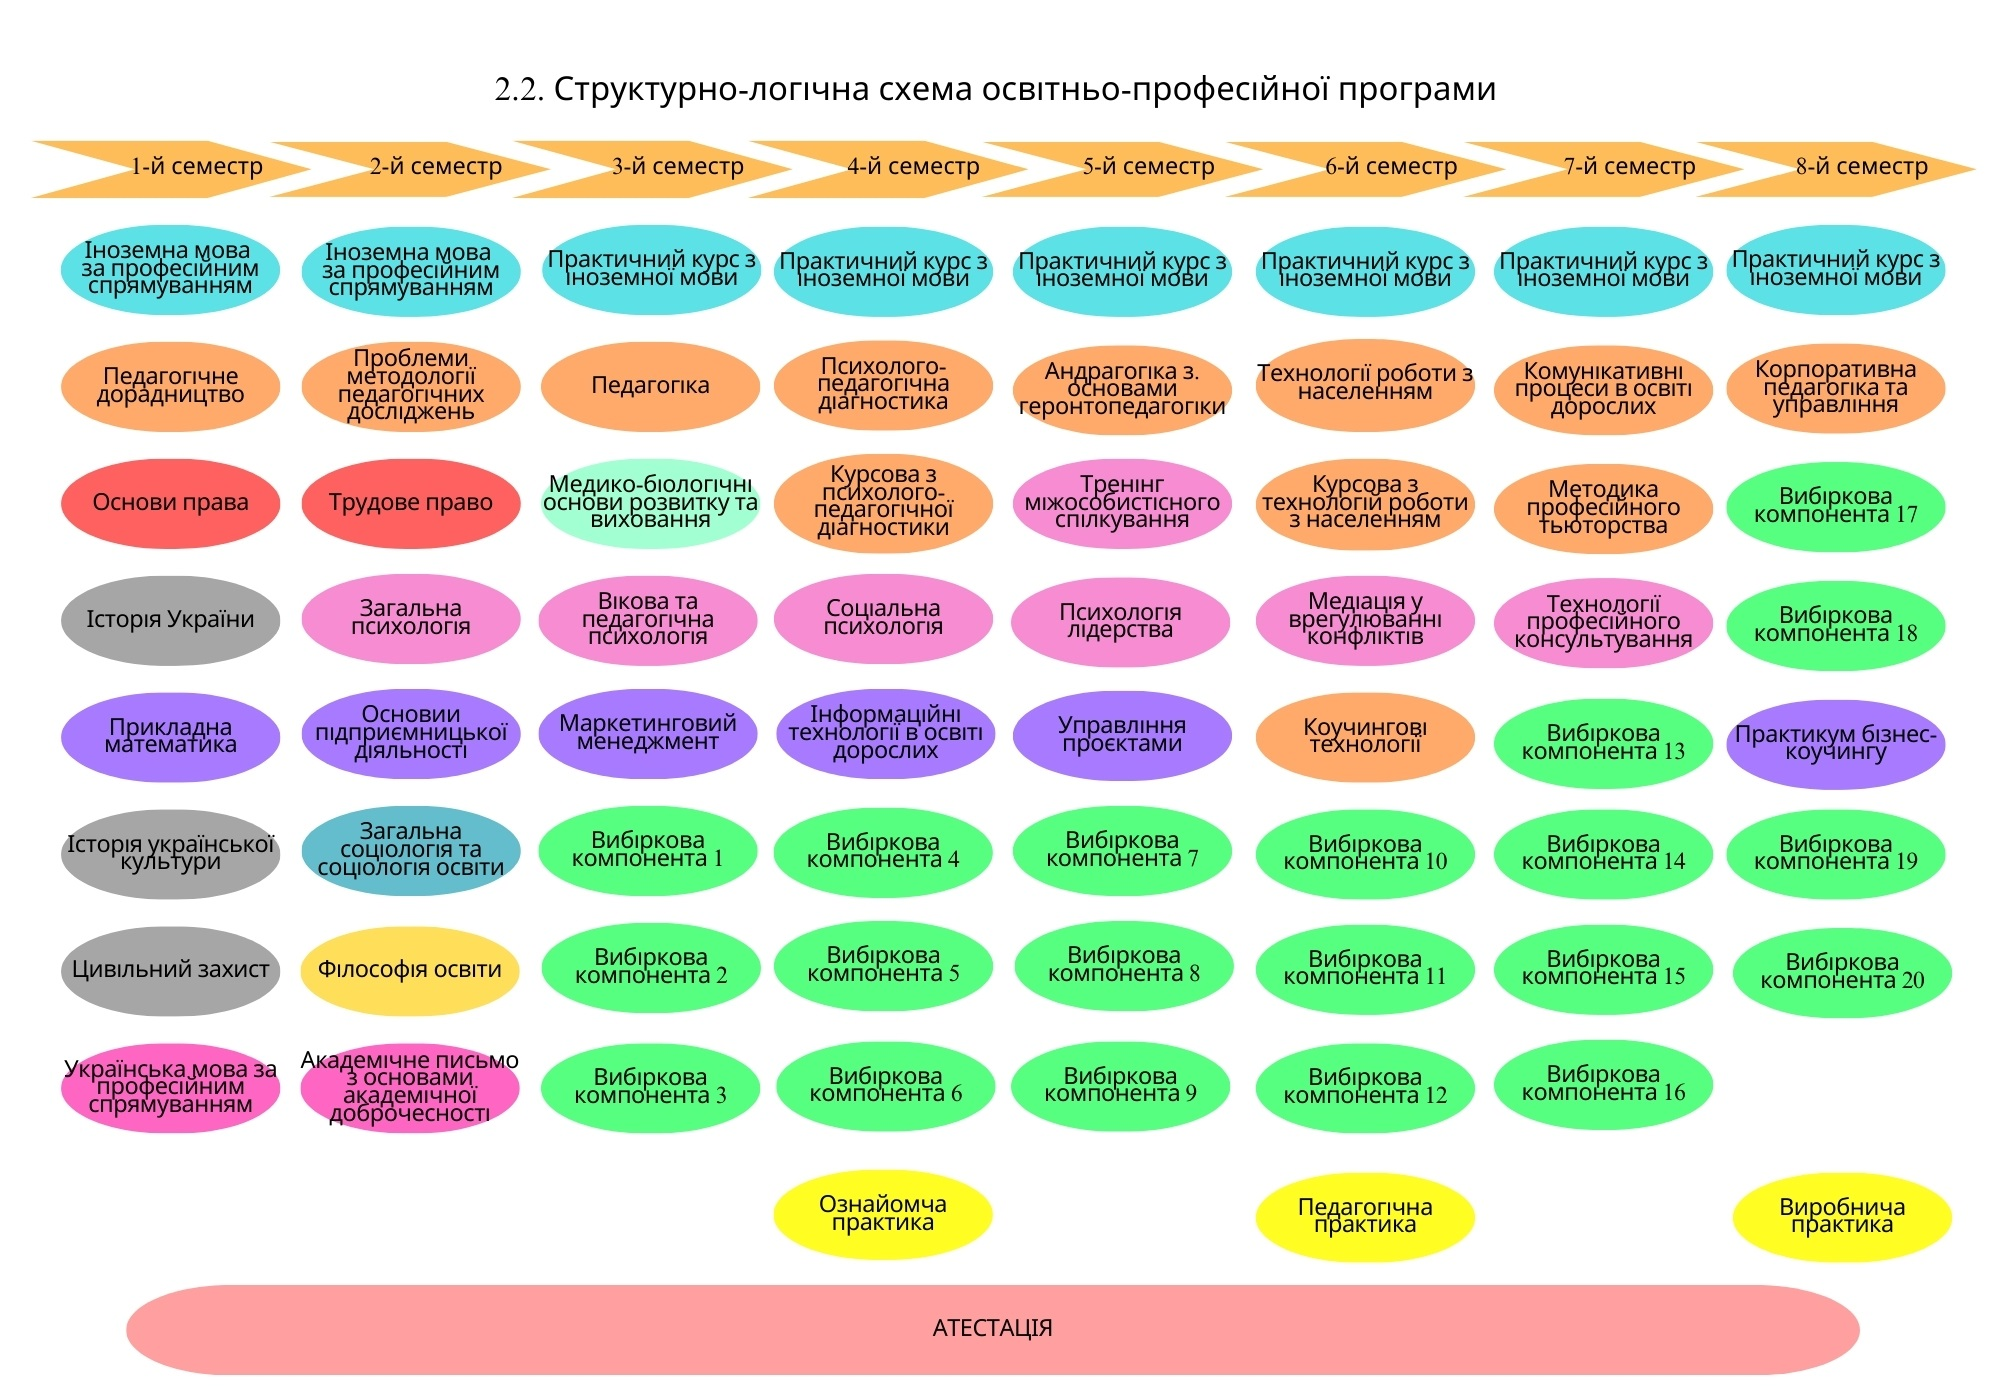 2.2. Структурно-логічна схема освітньо-професійної програми
1-й семестр
2-й семестр
3-й семестр
4-й семестр
5-й семестр
6-й семестр
7-й семестр
8-й семестр
Іноземна мова
за професійним
спрямуванням
Іноземна мова
за професійним
спрямуванням
Практичний курс з
іноземної мови
Практичний курс з
іноземної мови
Практичний курс з
іноземної мови
Практичний курс з
іноземної мови
Практичний курс з
іноземної мови
Практичний курс з
іноземної мови
Педагогічне
дорадництво
Проблеми
методології
педагогічних
досліджень
Педагогіка
Психолого-
педагогічна
діагностика
Андрагогіка з.
основами
геронтопедагогіки
Технології роботи з
населенням
Комунікативні
процеси в освіті
дорослих
Корпоративна
педагогіка та
управління
Основи права
Трудове право
Медико-біологічні
основи розвитку та
виховання
Курсова з
психолого-
педагогічної
діагностики
Тренінг
міжособистісного
спілкування
Курсова з
технологій роботи
з населенням
Методика
професійного
тьюторства
Вибіркова
компонента 17
Історія України
Загальна
психологія
Вікова та
педагогічна
психологія
Соціальна
психологія
Психологія
лідерства
Медіація у
врегулюванні
конфліктів
Технології
професійного
консультування
Вибіркова
компонента 18
Прикладна
математика
Основии
підприємницької
діяльності
Маркетинговий
менеджмент
Інформаційні
технології в освіті
дорослих
Управління
проєктами
Коучингові
технології
Вибіркова
компонента 13
Практикум бізнес-
коучингу
Історія української
культури
Загальна
соціологія та
соціологія освіти
Вибіркова
компонента 1
Вибіркова
компонента 4
Вибіркова
компонента 7
Вибіркова
компонента 10
Вибіркова
компонента 14
Вибіркова
компонента 19
Цивільний захист
Філософія освіти
Вибіркова
компонента 2
Вибіркова
компонента 5
Вибіркова
компонента 8
Вибіркова
компонента 11
Вибіркова
компонента 15
Вибіркова
компонента 20
Українська мова за
професійним
спрямуванням
Академічне письмо
з основами
академічної
доброчесності
Вибіркова
компонента 3
Вибіркова
компонента 6
Вибіркова
компонента 9
Вибіркова
компонента 12
Вибіркова
компонента 16
Ознайомча
практика
Педагогічна
практика
Виробнича
практика
АТЕСТАЦІЯ